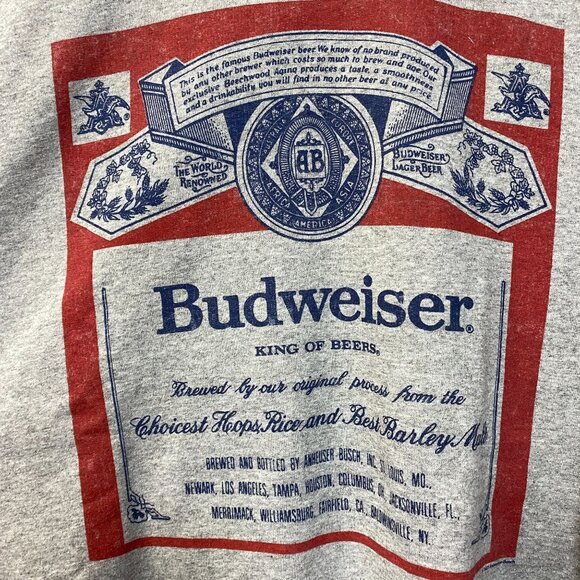 This is the famous Budweiser beer. We know of no brand produced
by any other brewer which costs so much to brew and age. Our
exclusive Beechwood Aging produces a taste, a smoothness
and a drinkability you will find in no other beer at any price.
THE WORLD
RENOWNED
AB
AFRICA
AMERICA
ASIA
BUDWEISER
LAGER BEER
Budweiser®
KING OF BEERS®
Brewed by our original process from the
Choicest Hops, Rice and Best Barley Malt
BREWED AND BOTTLED BY ANHEUSER-BUSCH, INC. ST. LOUIS, MO.
NEWARK, LOS ANGELES, TAMPA, HOUSTON, COLUMBUS, OH., JACKSONVILLE, FL.,
MERRIMACK, WILLIAMSBURG, FAIRFIELD, CA., BALDWINSVILLE, NY.